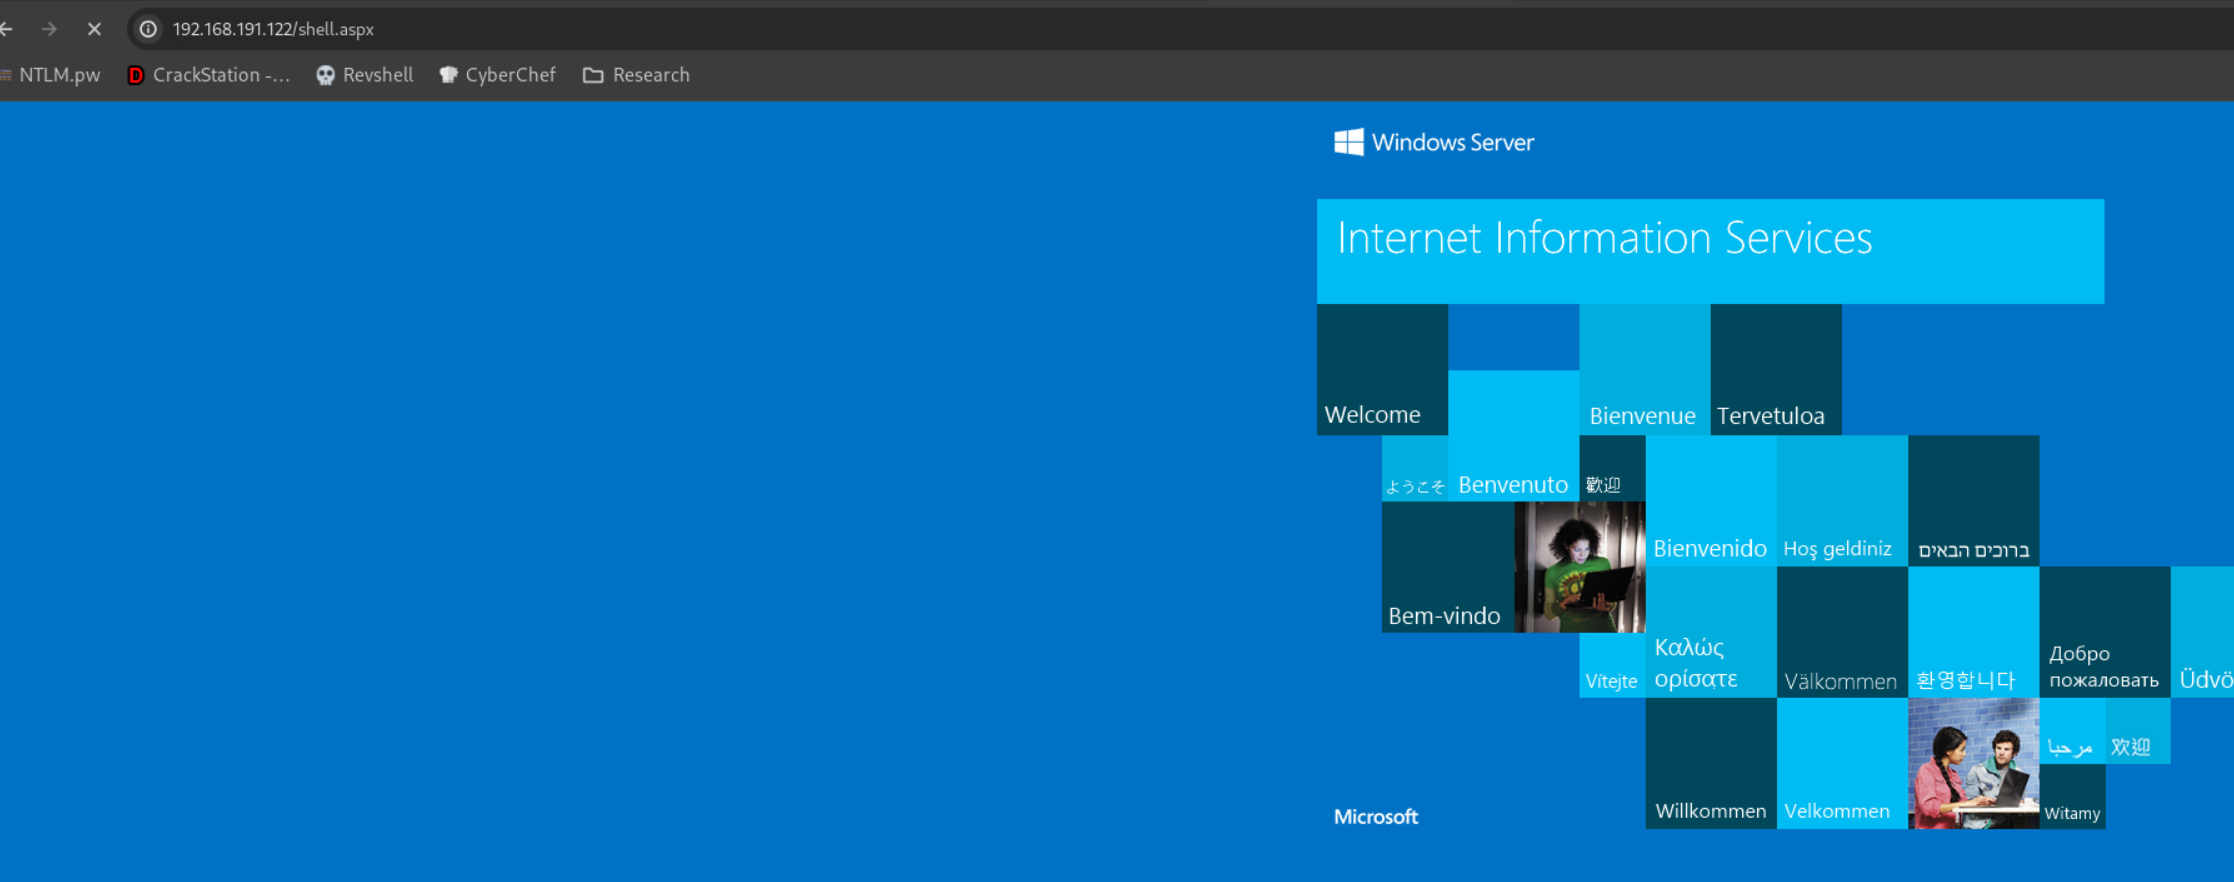 192.168.191.122/shell.aspx
NTLM.pw
CrackStation -...
Revshell
CyberChef
Research
Windows Server
Internet Information Services
Welcome
Bienvenue
Tervetuloa
ようこそ
Benvenuto
歡迎
Bienvenido
Hoş geldiniz
ברוכים הבאים
Bem-vindo
Vítejte
Καλώς
ορίσατε
Välkommen
환영합니다
Добро
пожаловать
Üdvö
Willkommen
Velkommen
مرحبا
欢迎
Witamy
Microsoft